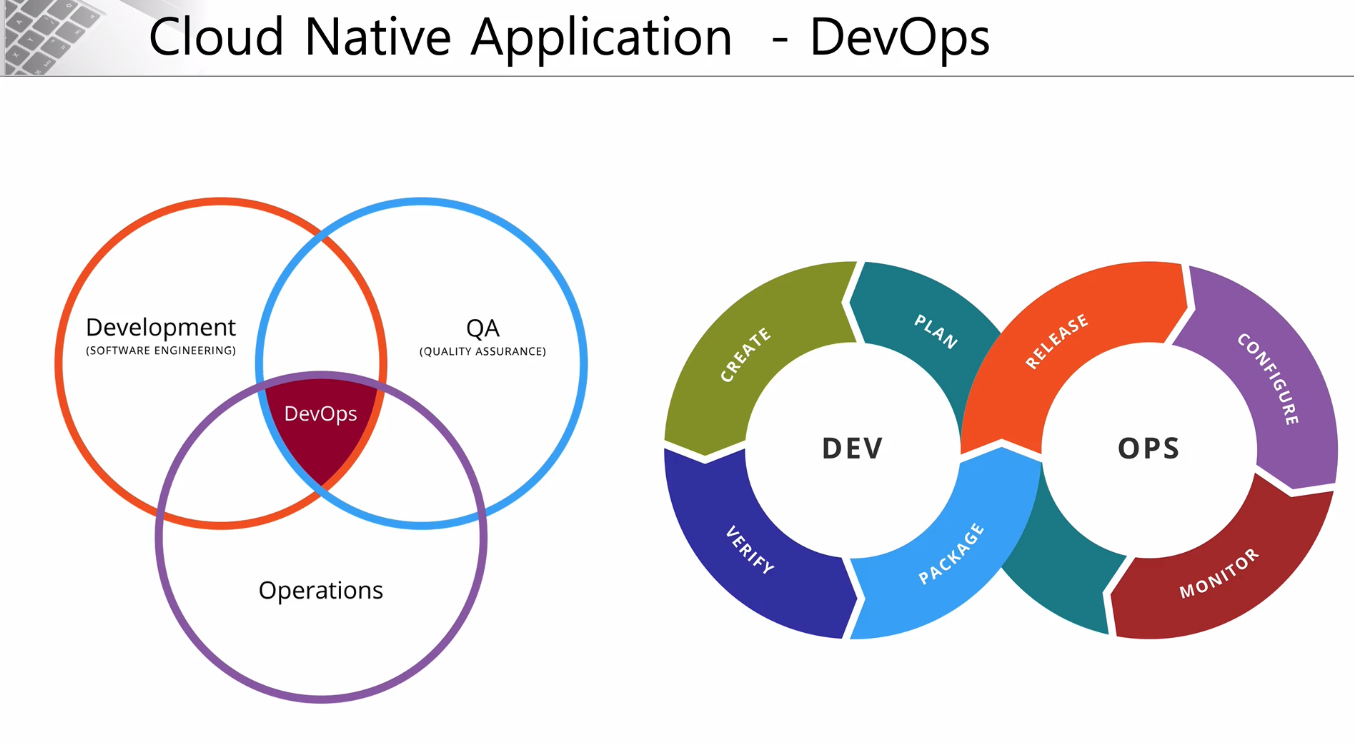 Cloud Native Application - DevOps
Development
(SOFTWARE ENGINEERING)
QA
(QUALITY ASSURANCE)
DevOps
Operations
CREATE
PLAN
RELEASE
CONFIGURE
DEV
OPS
VERIFY
PACKAGE
MONITOR